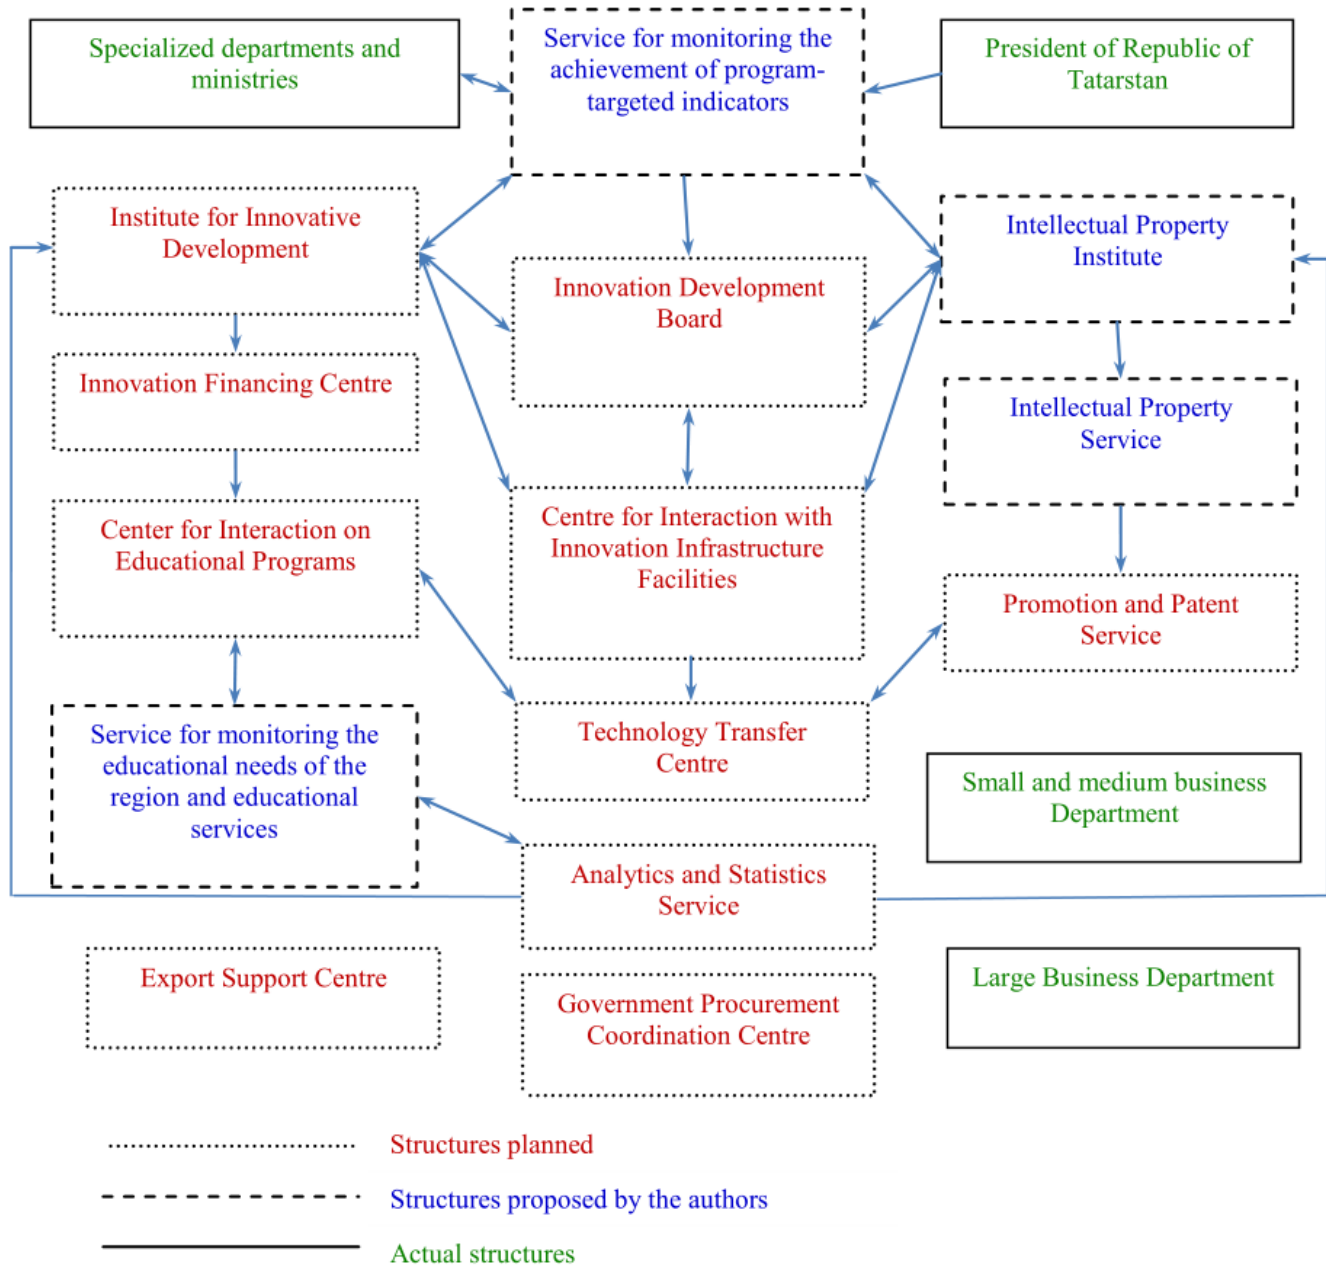 Specialized departments and
ministries
Service for monitoring the
achievement of program-
targeted indicators
President of Republic of
Tatarstan
Institute for Innovative
Development
Innovation Development
Board
Intellectual Property
Institute
Innovation Financing Centre
Intellectual Property
Service
Center for Interaction on
Educational Programs
Centre for Interaction with
Innovation Infrastructure
Facilities
Promotion and Patent
Service
Service for monitoring the
educational needs of the
region and educational
services
Technology Transfer
Centre
Small and medium business
Department
Analytics and Statistics
Service
Export Support Centre
Government Procurement
Coordination Centre
Large Business Department
Structures planned
Structures proposed by the authors
Actual structures